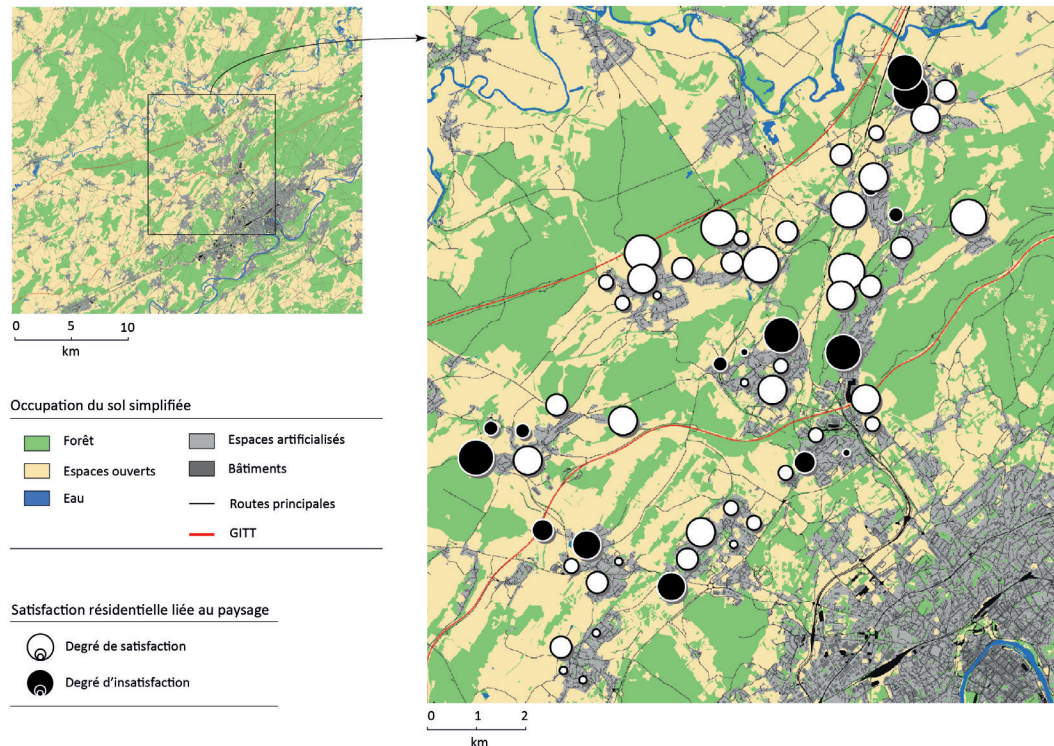 0 5 10
km
Occupation du sol simplifiée
Forêt
Espaces ouverts
Eau
Espaces artificialisés
Bâtiments
Routes principales
GITT
Satisfaction résidentielle liée au paysage
Degré de satisfaction
Degré d'insatisfaction
0 1 2
km